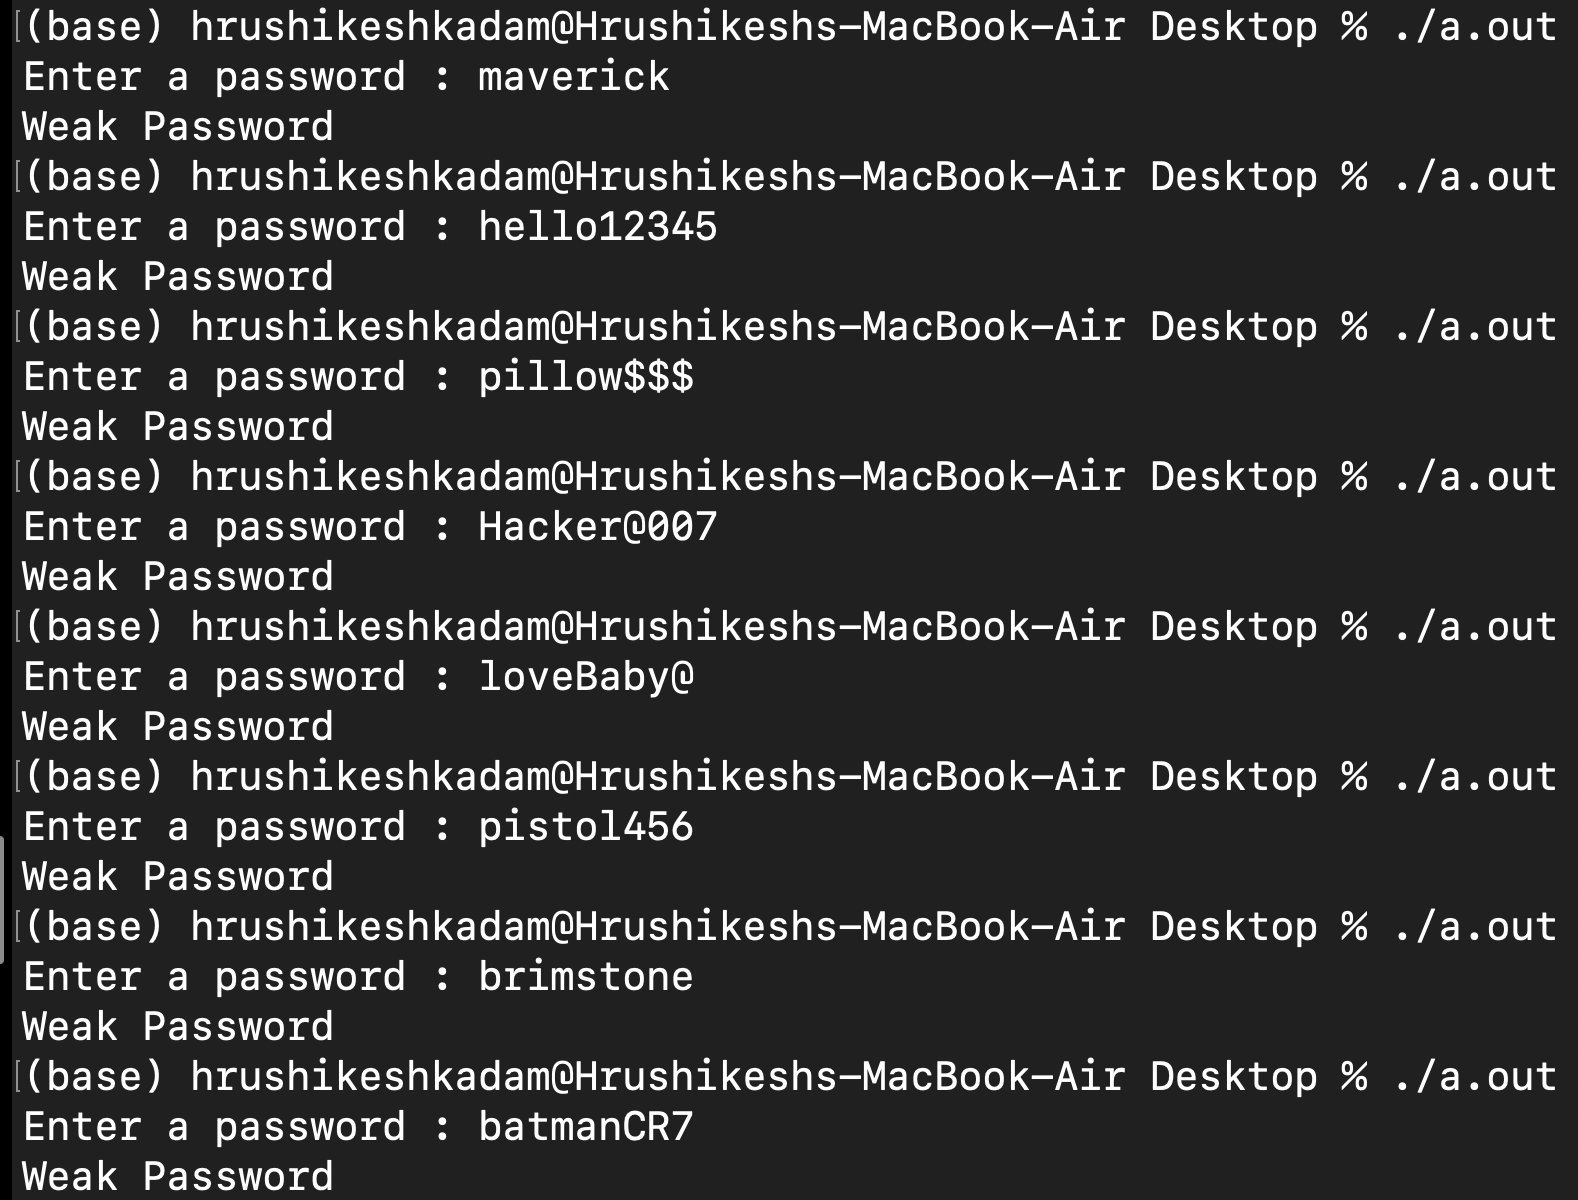 [(base) hrushikeshkadam@Hrushikeshs-MacBook-Air Desktop % ./a.out
Enter a password : maverick
Weak Password
[(base) hrushikeshkadam@Hrushikeshs-MacBook-Air Desktop % ./a.out
Enter a password : hello12345
Weak Password
[(base) hrushikeshkadam@Hrushikeshs-MacBook-Air Desktop % ./a.out
Enter a password : pillow$$$
Weak Password
[(base) hrushikeshkadam@Hrushikeshs-MacBook-Air Desktop % ./a.out
Enter a password : Hacker@007
Weak Password
[(base) hrushikeshkadam@Hrushikeshs-MacBook-Air Desktop % ./a.out
Enter a password : loveBaby@
Weak Password
[(base) hrushikeshkadam@Hrushikeshs-MacBook-Air Desktop % ./a.out
Enter a password : pistol456
Weak Password
[(base) hrushikeshkadam@Hrushikeshs-MacBook-Air Desktop % ./a.out
Enter a password : brimstone
Weak Password
[(base) hrushikeshkadam@Hrushikeshs-MacBook-Air Desktop % ./a.out
Enter a password : batmanCR7
Weak Password